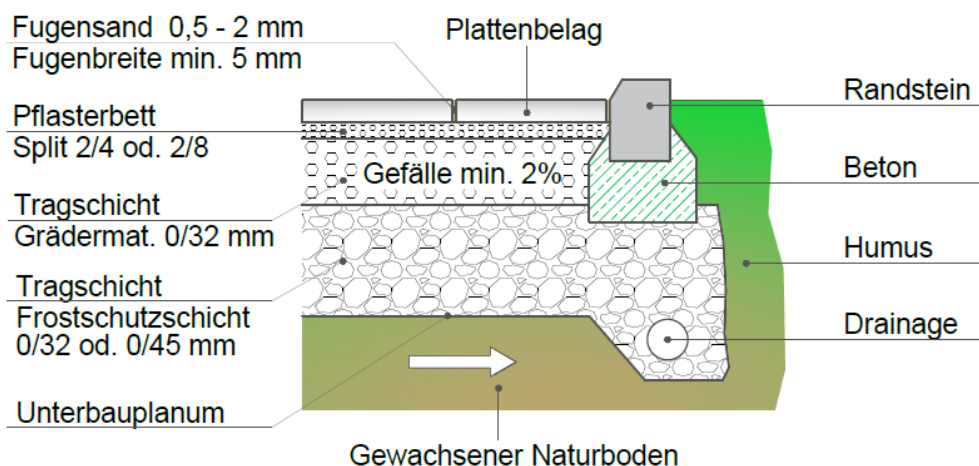 Fugensand 0,5 - 2 mm
Fugenbreite min. 5 mm
Plattenbelag
Pflasterbett
Split 2/4 od. 2/8
Gefälle min. 2%
Tragschicht
Grädermat. 0/32 mm
Tragschicht
Frostschutzschicht
0/32 od. 0/45 mm
Unterbauplanum
Gewachsener Naturboden
Randstein
Beton
Humus
Drainage